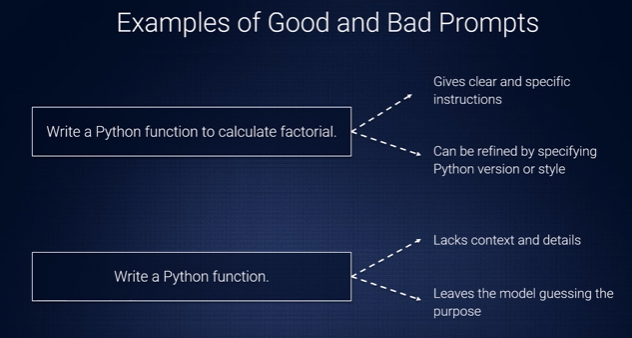 Examples of Good and Bad Prompts
Write a Python function to calculate factorial.
Gives clear and specific
instructions
Can be refined by specifying
Python version or style
Write a Python function.
Lacks context and details
Leaves the model guessing the
purpose